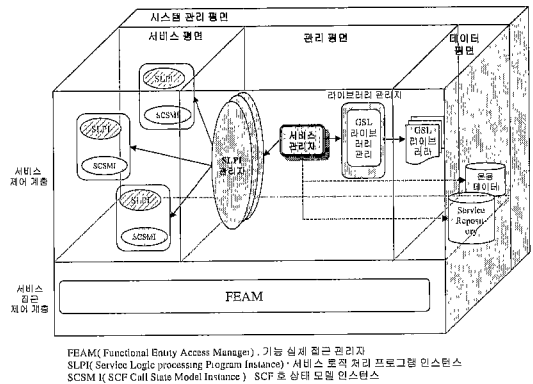 시스템 관리 평면
서비스 평면
관리 평면
데이터
평면
SLPI
SCSMI
SLPI
SCSMI
SLPI
SCSMI
SLPI
관리자
서비스
관리자
라이브러리 관리자
GSL
라이브
러리
관리
GSL
라이브
러리
운용
데이터
Service
Reposit-
ory
서비스
제어 계층
서비스
접근
제어 계층
FEAM
FEAM( Functional Entity Access Manager) . 기능 실체 접근 관리자
SLPI( Service Logic processing Program Instance) · 서비스 로직 처리 프로그램 인스턴스
SCSM I( SCF Call State Model Instance ) SCF 호 상태 모델 인스턴스